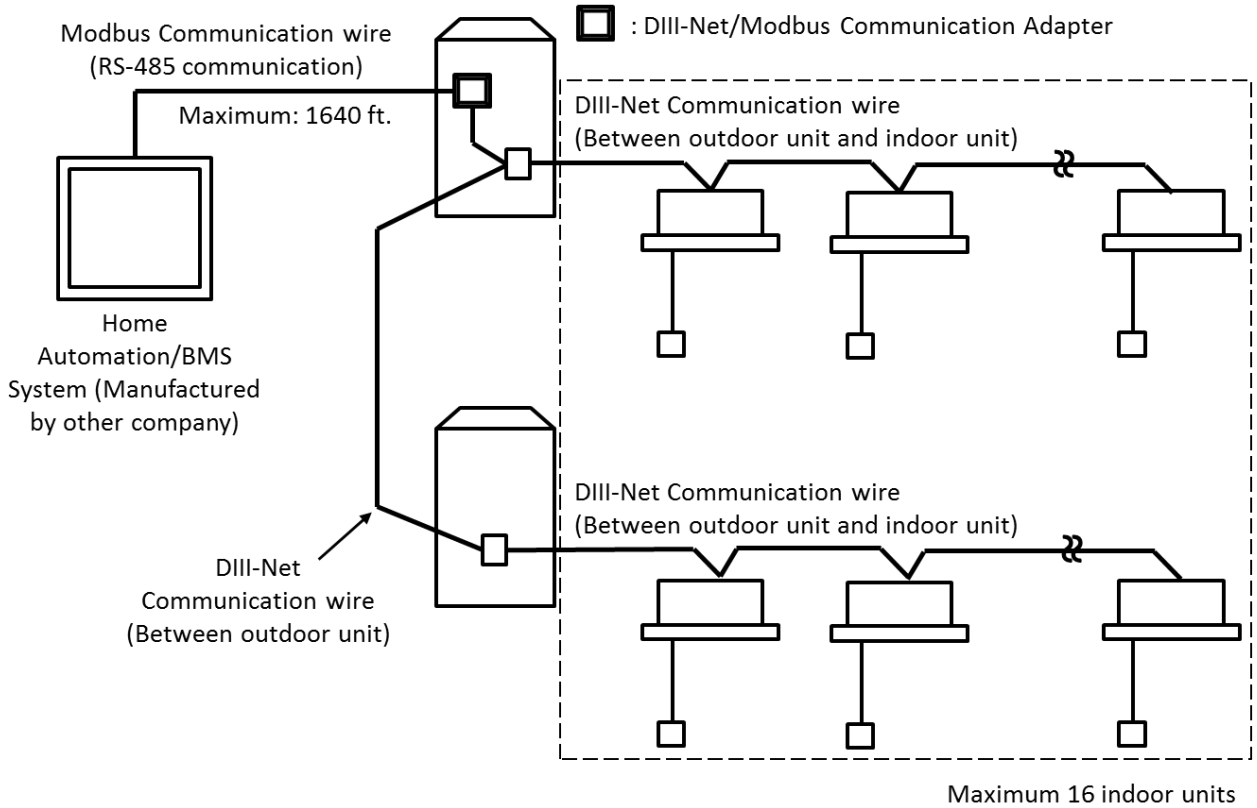 Modbus Communication wire
(RS-485 communication)
Maximum: 1640 ft.
: DIII-Net/Modbus Communication Adapter
DIII-Net Communication wire
(Between outdoor unit and indoor unit)
Home
Automation/BMS
System (Manufactured
by other company)
DIII-Net Communication wire
(Between outdoor unit and indoor unit)
DIII-Net
Communication wire
(Between outdoor unit)
Maximum 16 indoor units